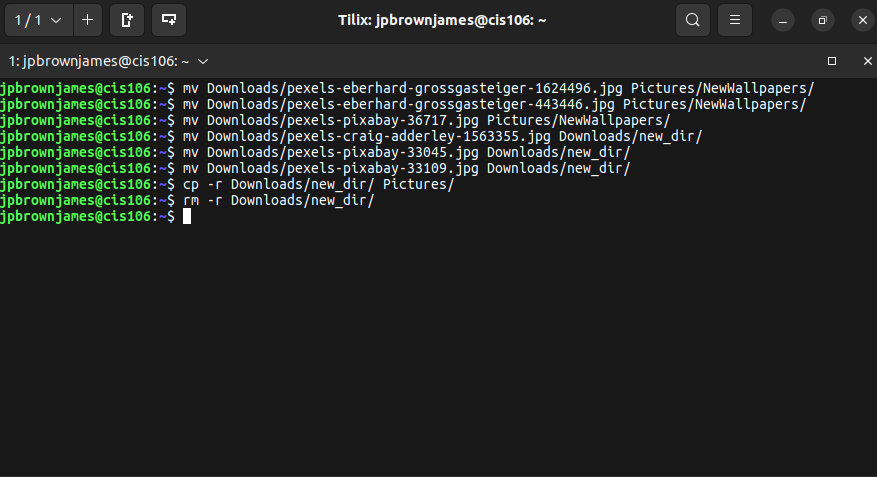 1 / 1
Tilix: jpbrownjames@cis106: ~
1: jpbrownjames@cis106: ~
jpbrownjames@cis106:~$ mv Downloads/pexels-eberhard-grossgasteiger-1624496.jpg Pictures/NewWallpapers/
jpbrownjames@cis106:~$ mv Downloads/pexels-eberhard-grossgasteiger-443446.jpg Pictures/NewWallpapers/
jpbrownjames@cis106:~$ mv Downloads/pexels-pixabay-36717.jpg Pictures/NewWallpapers/
jpbrownjames@cis106:~$ mv Downloads/pexels-craig-adderley-1563355.jpg Downloads/new_dir/
jpbrownjames@cis106:~$ mv Downloads/pexels-pixabay-33045.jpg Downloads/new_dir/
jpbrownjames@cis106:~$ mv Downloads/pexels-pixabay-33109.jpg Downloads/new_dir/
jpbrownjames@cis106:~$ cp -r Downloads/new_dir/ Pictures/
jpbrownjames@cis106:~$ rm -r Downloads/new_dir/
jpbrownjames@cis106:~$